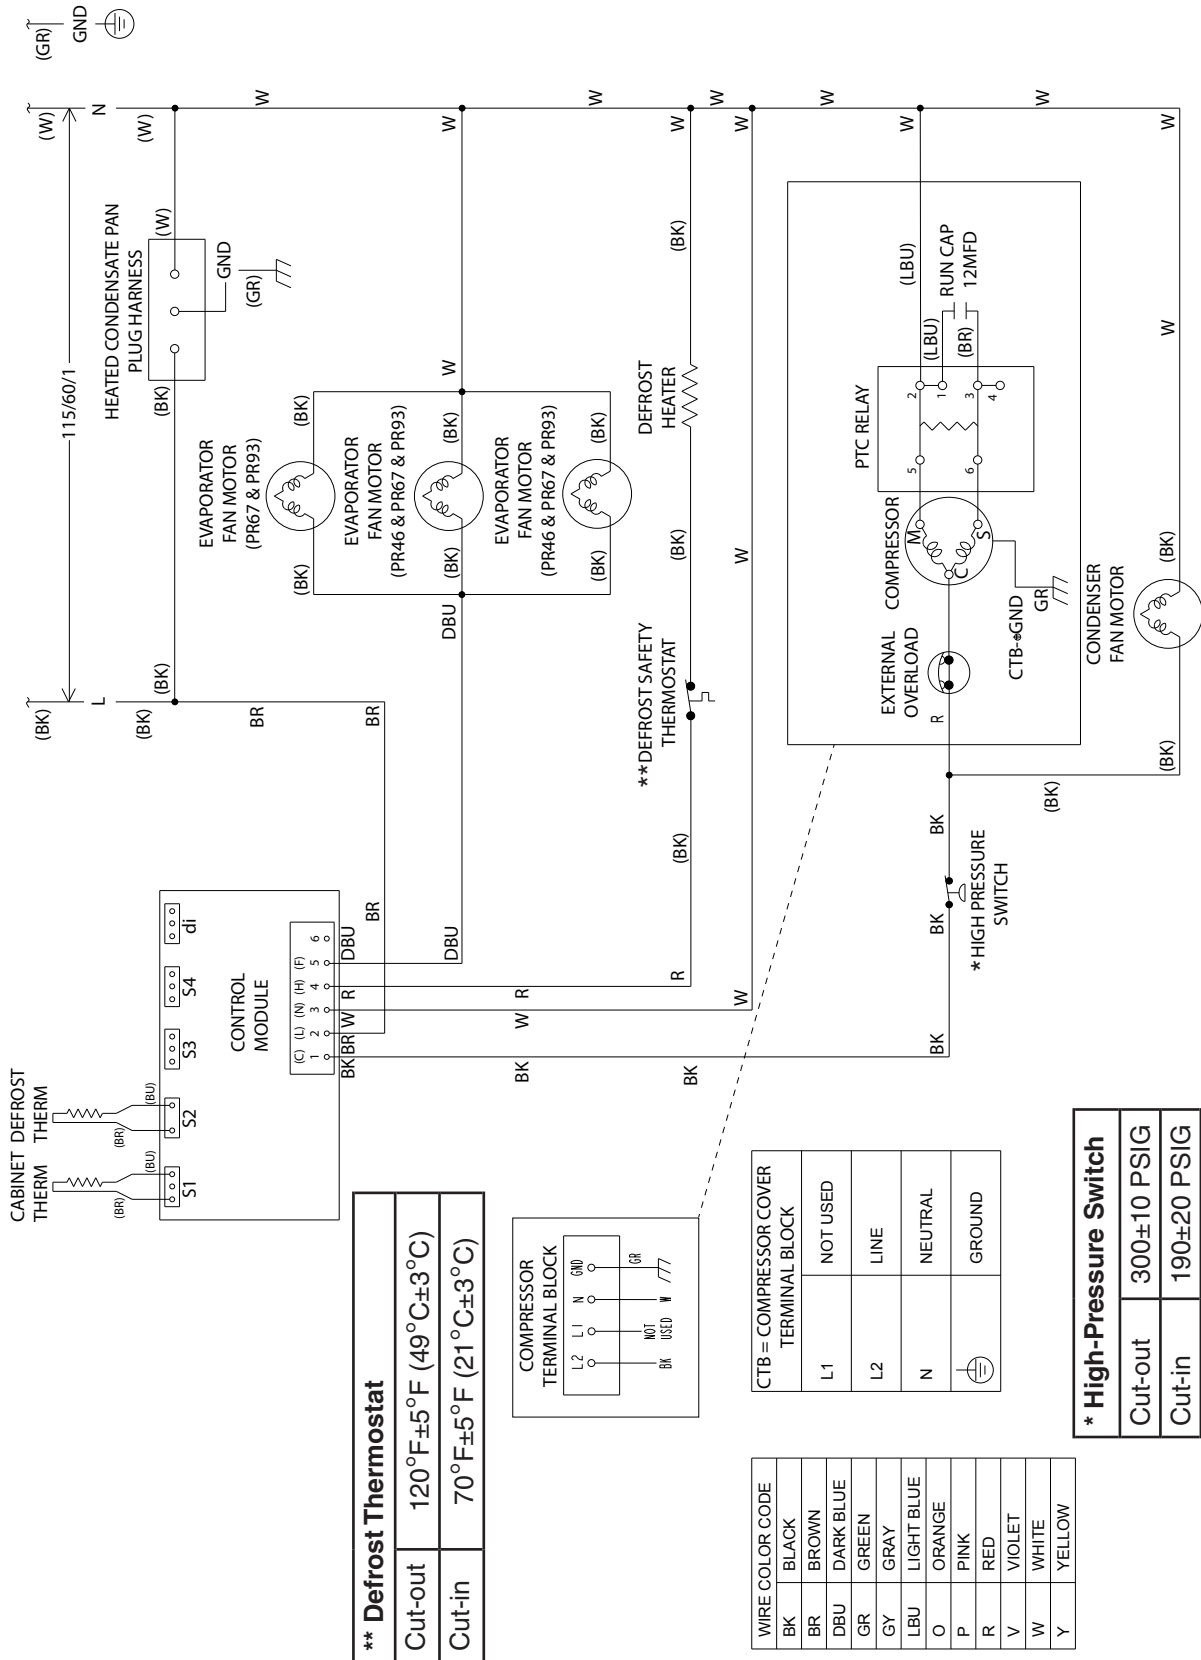 (GR)
GND
(W)
N
(W)
W
W
W
W
W
115/60/1
HEATED CONDENSATE PAN
PLUG HARNESS
(W)
GND
(GR)
(BK)
(BK)
(BK)
L
(BK)
BR
BR
BR
EVAPORATOR
FAN MOTOR
(PR67 & PR93)
(BK)
(BK)
EVAPORATOR
FAN MOTOR
(PR46 & PR67 & PR93)
(BK)
(BK)
EVAPORATOR
FAN MOTOR
(PR46 & PR67 & PR93)
(BK)
(BK)
W
W
DBU
DBU
DBU
DEFROST
HEATER
W
(BK)
(BK)
**DEFROST SAFETY
THERMOSTAT
(BK)
R
W
W
W
PTC RELAY
(LBU)
W
(LBU)
RUN CAP
12MFD
(BR)
2
1
3
4
5
6
COMPRESSOR
M
S
C
EXTERNAL
OVERLOAD
R
CTB-GND
GR
CONDENSER
FAN MOTOR
(BK)
W
W
(BK)
(BK)
BK
*HIGH PRESSURE
SWITCH
BK
BK
BK
BK
CABINET
THERM
DEFROST
THERM
(BR)
(BU)
(BR)
(BU)
S1
S2
S3
S4
di
CONTROL
MODULE
(C) (L) (N) (H) (F)
1 2 3 4 5 6
BK BR W R DBU
R
W
** Defrost Thermostat
Cut-out 120°F±5°F (49°C±3°C)
Cut-in 70°F±5°F (21°C±3°C)
COMPRESSOR
TERMINAL BLOCK
L2 L1 N GND
BK
NOT
USED
W
GR
CTB = COMPRESSOR COVER
TERMINAL BLOCK
L1 NOT USED
L2 LINE
N NEUTRAL
GROUND
WIRE COLOR CODE
BK BLACK
BR BROWN
DBU DARK BLUE
GR GREEN
GY GRAY
LBU LIGHT BLUE
O ORANGE
P PINK
R RED
V VIOLET
W WHITE
Y YELLOW
* High-Pressure Switch
Cut-out 300±10 PSIG
Cut-in 190±20 PSIG